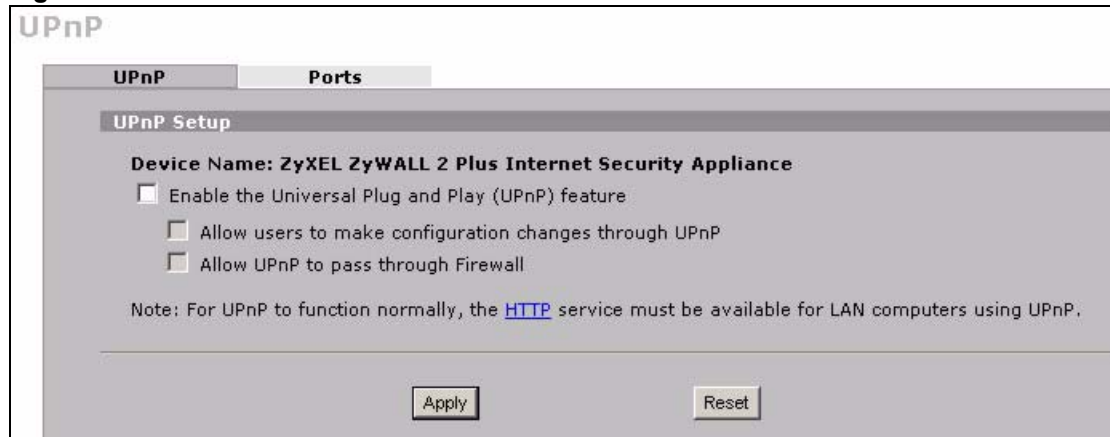 UPnP
UPnP Ports
UPnP Setup
Device Name: ZyXEL ZyWALL 2 Plus Internet Security Appliance
Enable the Universal Plug and Play (UPnP) feature
Allow users to make configuration changes through UPnP
Allow UPnP to pass through Firewall
Note: For UPnP to function normally, the HTTP service must be available for LAN computers using UPnP.
Apply Reset